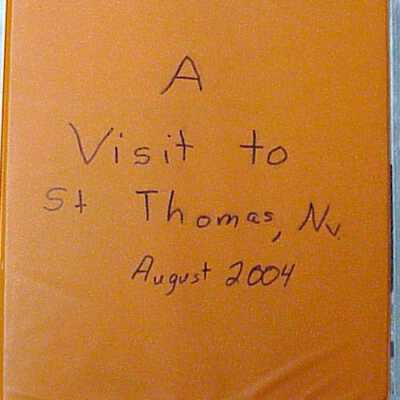 A
Visit to
St Thomas, Nv.
August 2004